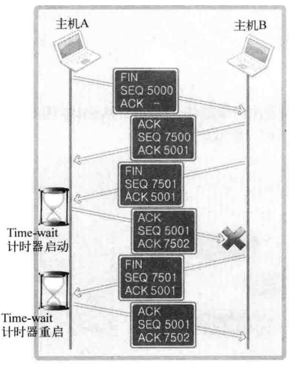 主机A
主机B
FIN
SEQ 5000
ACK –
ACK
SEQ 7500
ACK 5001
FIN
SEQ 7501
ACK 5001
Time-wait
计时器启动
ACK
SEQ 5001
ACK 7502
FIN
SEQ 7501
ACK 5001
Time-wait
计时器重启
ACK
SEQ 5001
ACK 7502